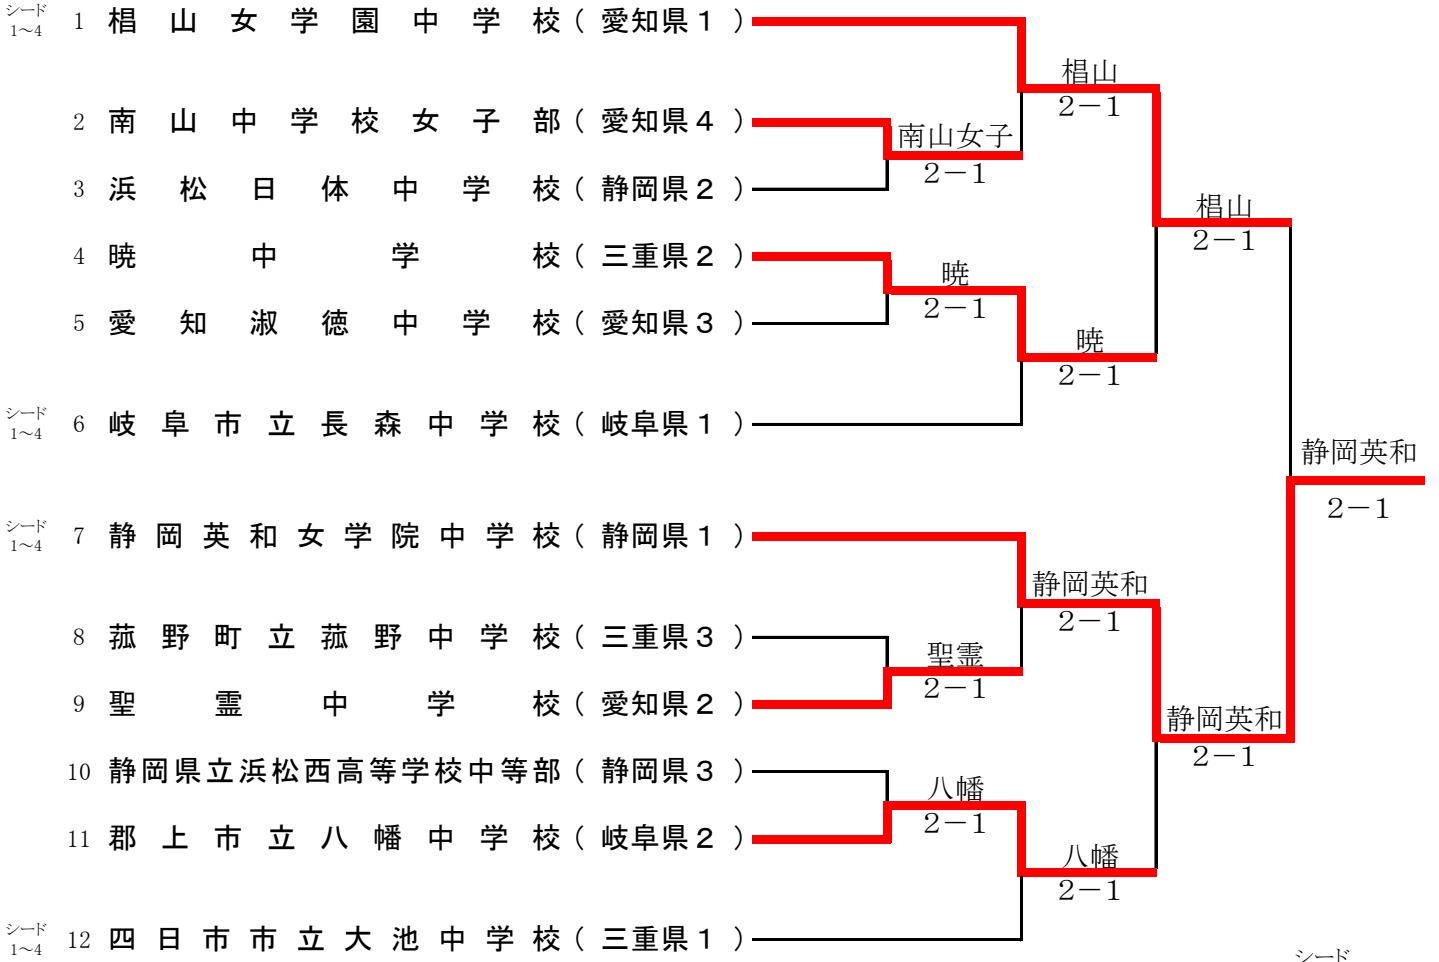 シード
1～4
1 椙山女学園中学校（愛知県１）
椙山
2－1
2 南山中学校女子部（愛知県４）
南山女子
2－1
3 浜松日体中学校（静岡県２）
椙山
2－1
4 暁中学校（三重県２）
暁
2－1
5 愛知淑徳中学校（愛知県３）
暁
2－1
シード
1～4
6 岐阜市立長森中学校（岐阜県１）
静岡英和
2－1
シード
1～4
7 静岡英和女学院中学校（静岡県１）
静岡英和
2－1
8 菰野町立菰野中学校（三重県３）
聖霊
2－1
9 聖霊中学校（愛知県２）
静岡英和
2－1
10 静岡県立浜松西高等学校中等部（静岡県３）
八幡
2－1
11 郡上市立八幡中学校（岐阜県２）
八幡
2－1
シード
1～4
12 四日市市立大池中学校（三重県１）
シード